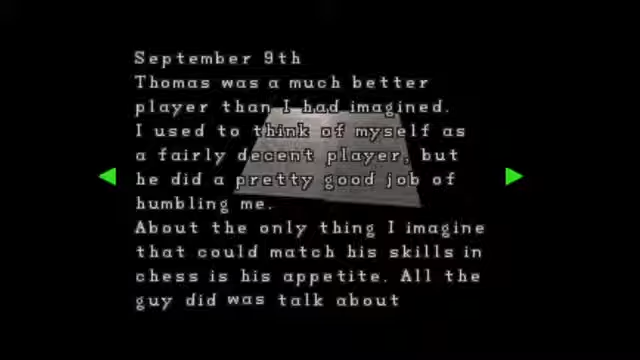 September 9th
Thomas was a much better
player than I had imagined.
I used to think of myself as
a fairly decent player, but
he did a pretty good job of
humbling me.
About the only thing I imagine
that could match his skills in
chess is his appetite. All the
guy did was talk about